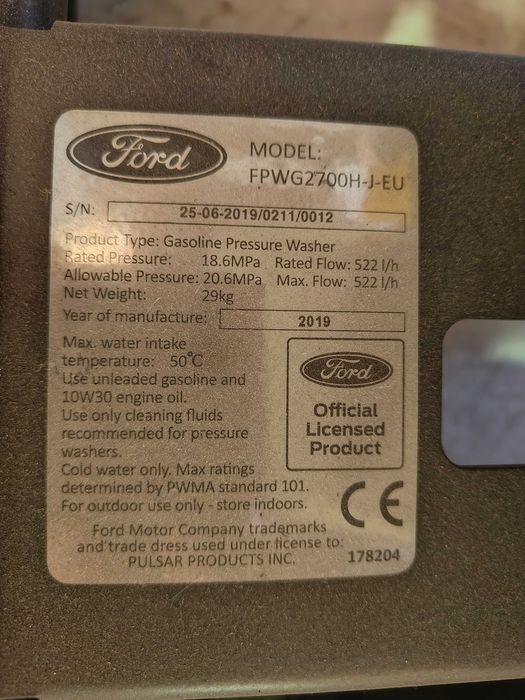 Ford
MODEL:
FPWG2700H-J-EU
S/N: 25-06-2019/0211/0012
Product Type: Gasoline Pressure Washer
Rated Pressure: 18.6MPa Rated Flow: 522 l/h
Allowable Pressure: 20.6MPa Max. Flow: 522 l/h
Net Weight: 29kg
Year of manufacture: 2019
Max. water intake
temperature: 50°C
Use unleaded gasoline and
10W30 engine oil.
Use only cleaning fluids
recommended for pressure
washers.
Cold water only. Max ratings
determined by PWMA standard 101.
For outdoor use only - store indoors.
Ford
Official
Licensed
Product
CE
Ford Motor Company trademarks
and trade dress used under license to:
PULSAR PRODUCTS INC.
178204